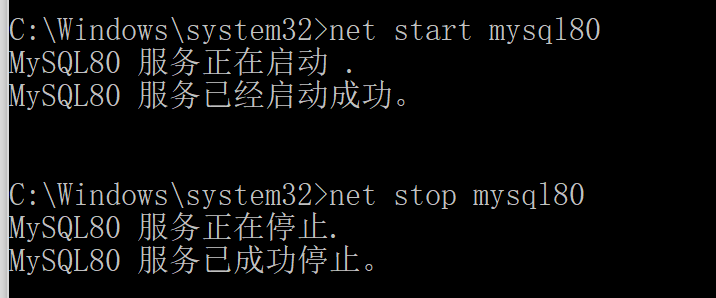 C:\Windows\system32>net start mysql80
MySQL80 服务正在启动 .
MySQL80 服务已经启动成功。
C:\Windows\system32>net stop mysql80
MySQL80 服务正在停止.
MySQL80 服务已成功停止。